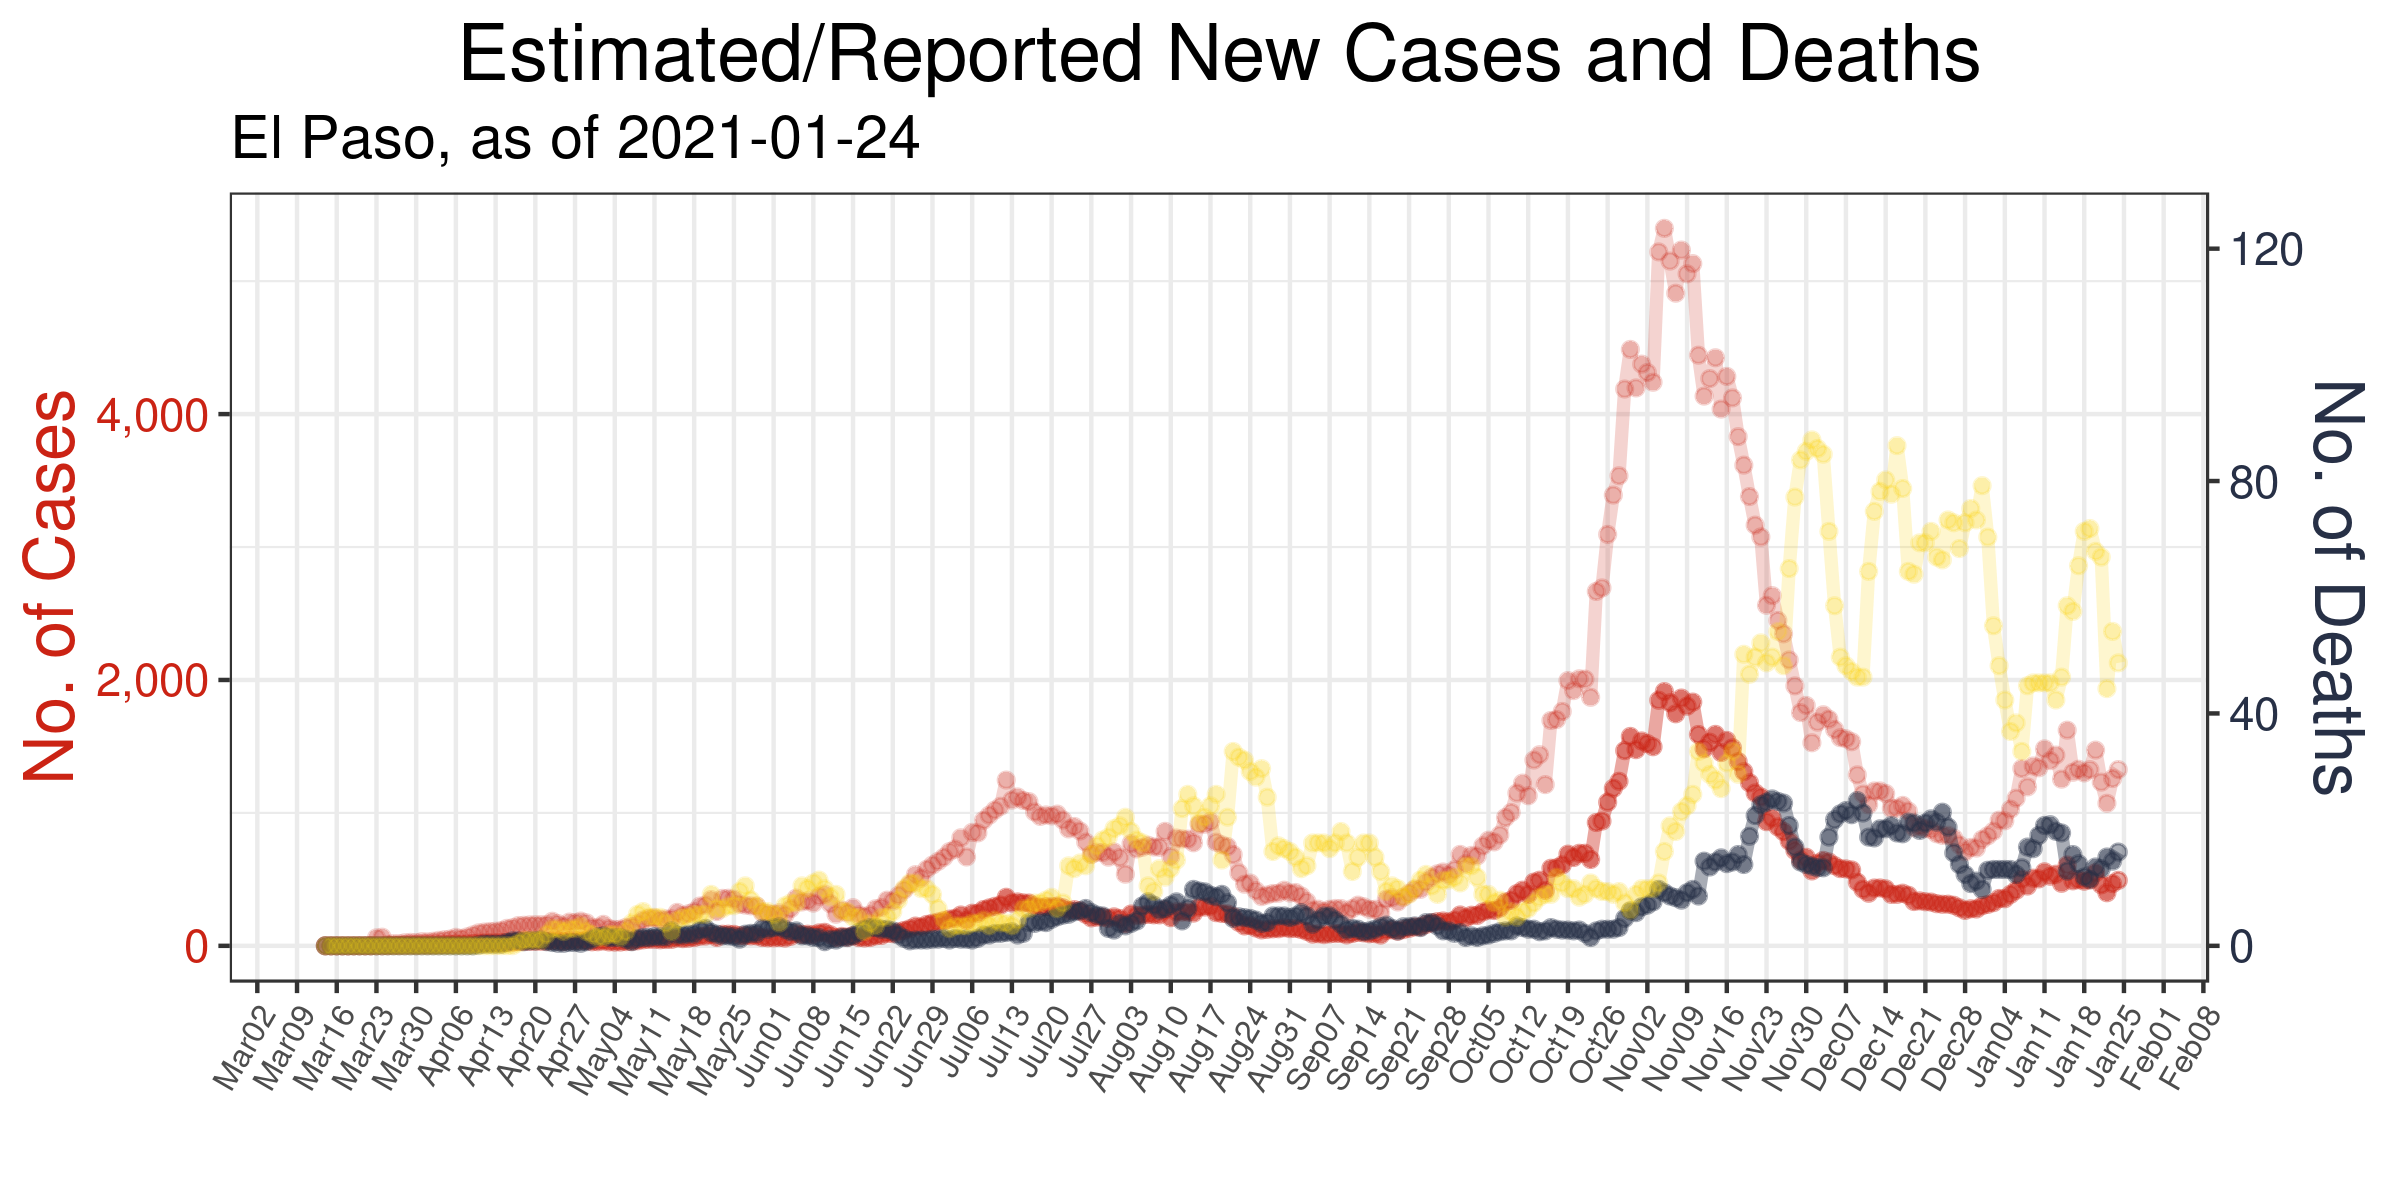 Estimated/Reported New Cases and Deaths
El Paso, as of 2021-01-24
No. of Cases
4,000
2,000
0
No. of Deaths
120
80
40
0
Mar02
Mar09
Mar16
Mar23
Mar30
Apr06
Apr13
Apr20
Apr27
May04
May11
May18
May25
Jun01
Jun08
Jun15
Jun22
Jun29
Jul06
Jul13
Jul20
Jul27
Aug03
Aug10
Aug17
Aug24
Aug31
Sep07
Sep14
Sep21
Sep28
Oct05
Oct12
Oct19
Oct26
Nov02
Nov09
Nov16
Nov23
Nov30
Nov307
Dec07
Dec14
Dec21
Dec28
Dec04
Jan11
Jan18
Jan25
Feb01
Feb08